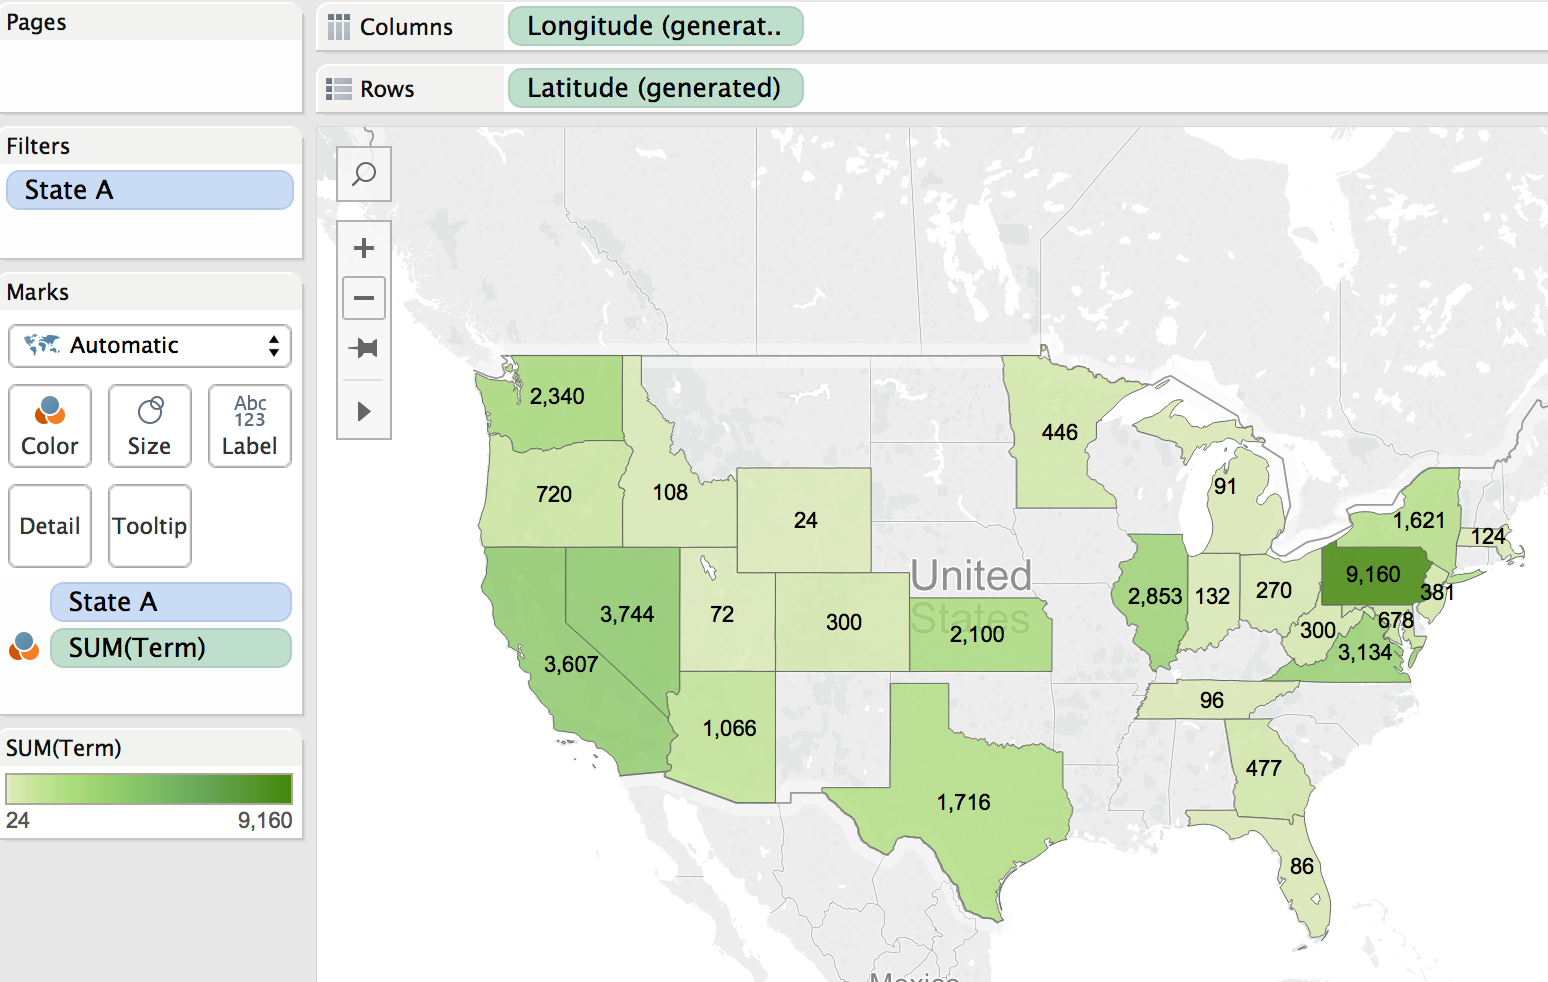 Pages
Columns
Longitude (generat..
Rows
Latitude (generated)
Filters
State A
Marks
Automatic
Color
Size
Abc
123
Label
Detail
Tooltip
State A
SUM(Term)
SUM(Term)
24
9,160
2,340
446
720
108
91
24
1,621
124
United
States
9,160
3,744
72
300
2,100
2,853
132
270
381
678
300
3,134
3,607
96
1,066
477
1,716
86
Mexico